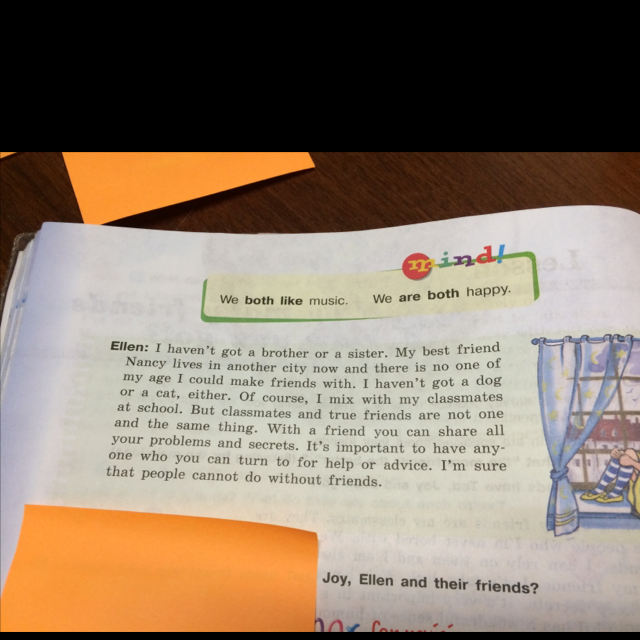 mind!
We both like music. We are both happy.
Ellen: I haven't got a brother or a sister. My best friend
Nancy lives in another city now and there is no one of
my age I could make friends with. I haven't got a dog
or a cat, either. Of course, I mix with my classmates
at school. But classmates and true friends are not one
and the same thing. With a friend you can share all
your problems and secrets. It's important to have any-
one who you can turn to for help or advice. I'm sure
that people cannot do without friends.
Joy, Ellen and their friends?